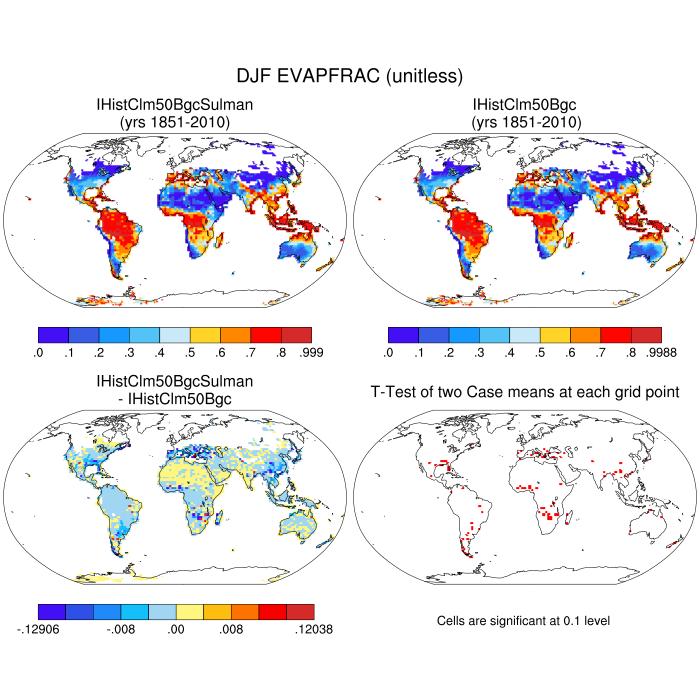 DJF EVAPFRAC (unitless)
IHistClm50BgcSulman
(yrs 1851-2010)
IHistClm50Bgc
(yrs 1851-2010)
.0 .1 .2 .4 .5 .6 .7 .8 .999
.0 .1 .2 .4 .5 .6 .7 .8 .9988
IHistClm50BgcSulman
- IHistClm50Bgc
T-Test of two Case means at each grid point
-.12906 -.008 .00 .008 .12038
Cells are significant at 0.1 level